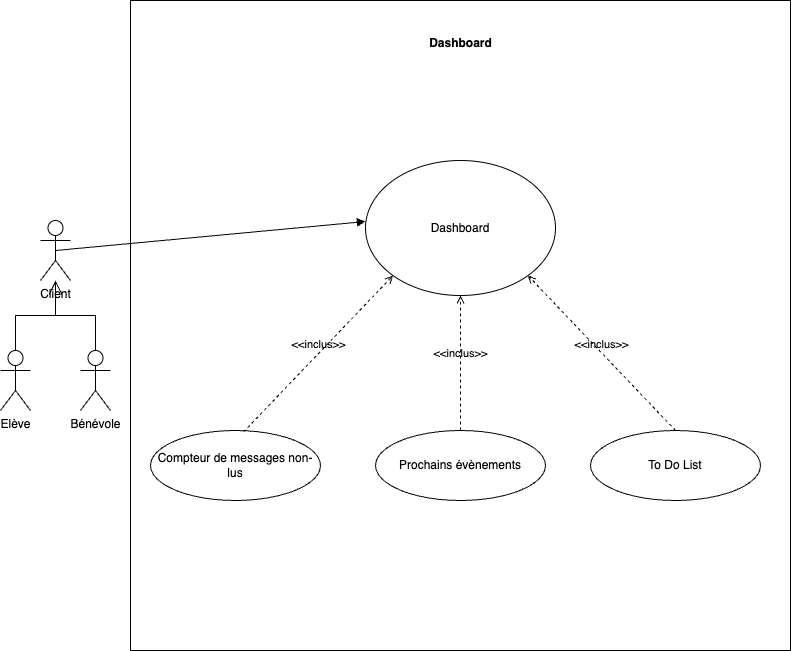 Dashboard
Dashboard
Client
<<inclus>>
<<inclus>>
<<inclus>>
Elève
Bénévole
Compteur de messages non-
lus
Prochains évènements
To Do List